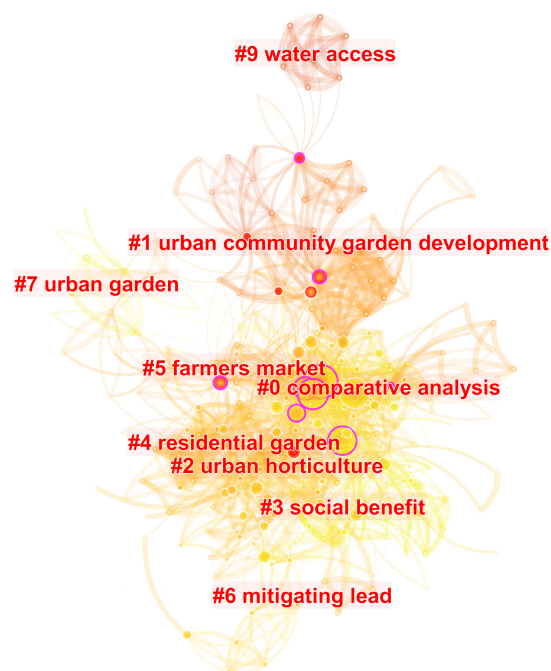 #9 water access
#1 urban community garden development
#7 urban garden
#5 farmers market
#0 comparative analysis
#4 residential garden
#2 urban horticulture
#3 social benefit
#6 mitigating lead